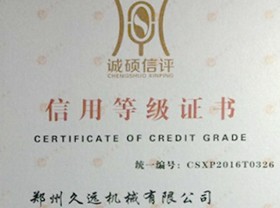 诚硕信评
CHENGSHUO XINPING
信用等级证书
CERTIFICATE OF CREDIT GRADE
统一编号：CSXP2016T0326
郑州久远机械有限公司